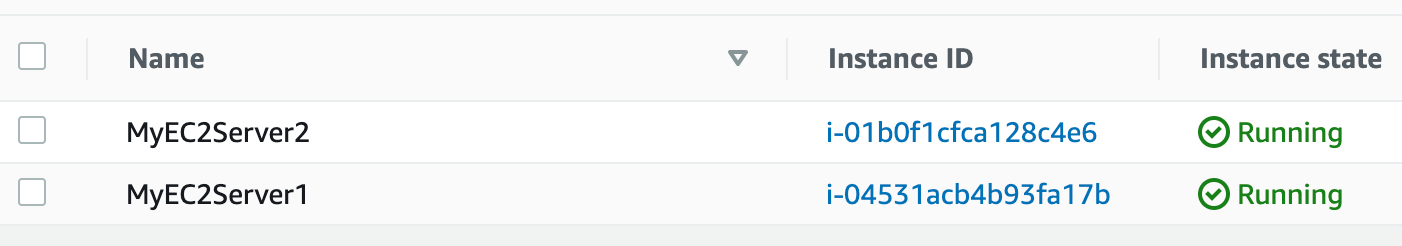 Name Instance ID Instance state
MyEC2Server2 i-01b0f1cfca128c4e6 Running
MyEC2Server1 i-04531acb4b93fa17b Running